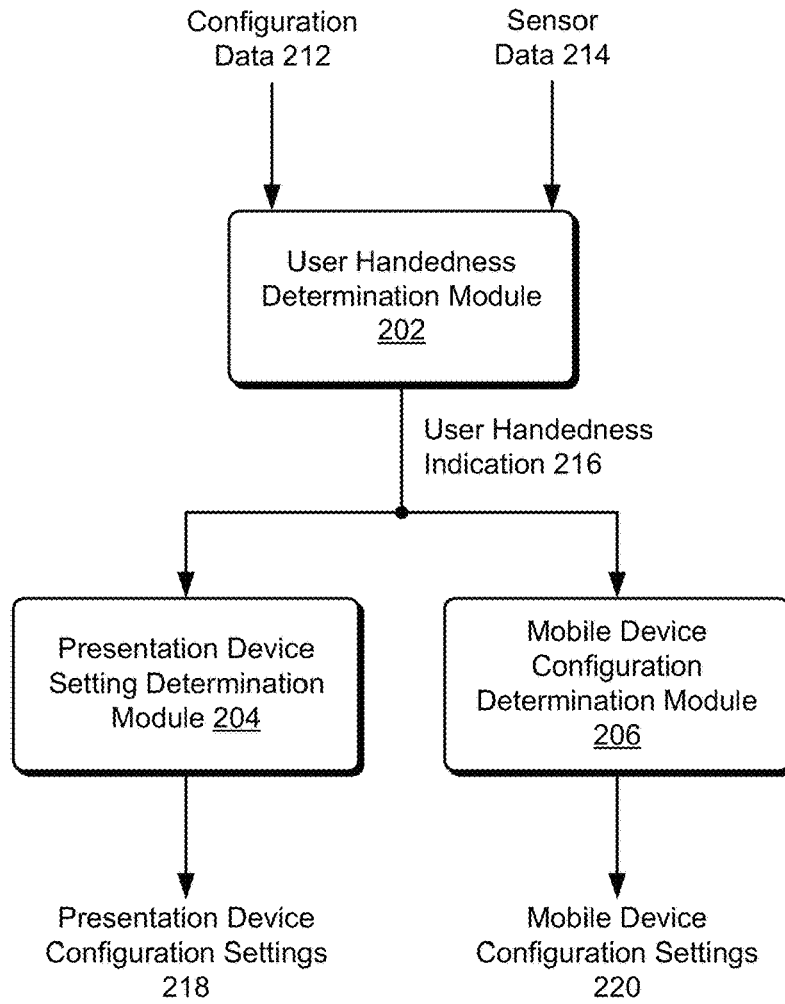 Configuration
Data 212
Sensor
Data 214
User Handedness
Determination Module
202
User Handedness
Indication 216
Presentation Device
Setting Determination
Module 204
Mobile Device
Configuration
Determination Module
206
Presentation Device
Configuration Settings
218
Mobile Device
Configuration Settings
220